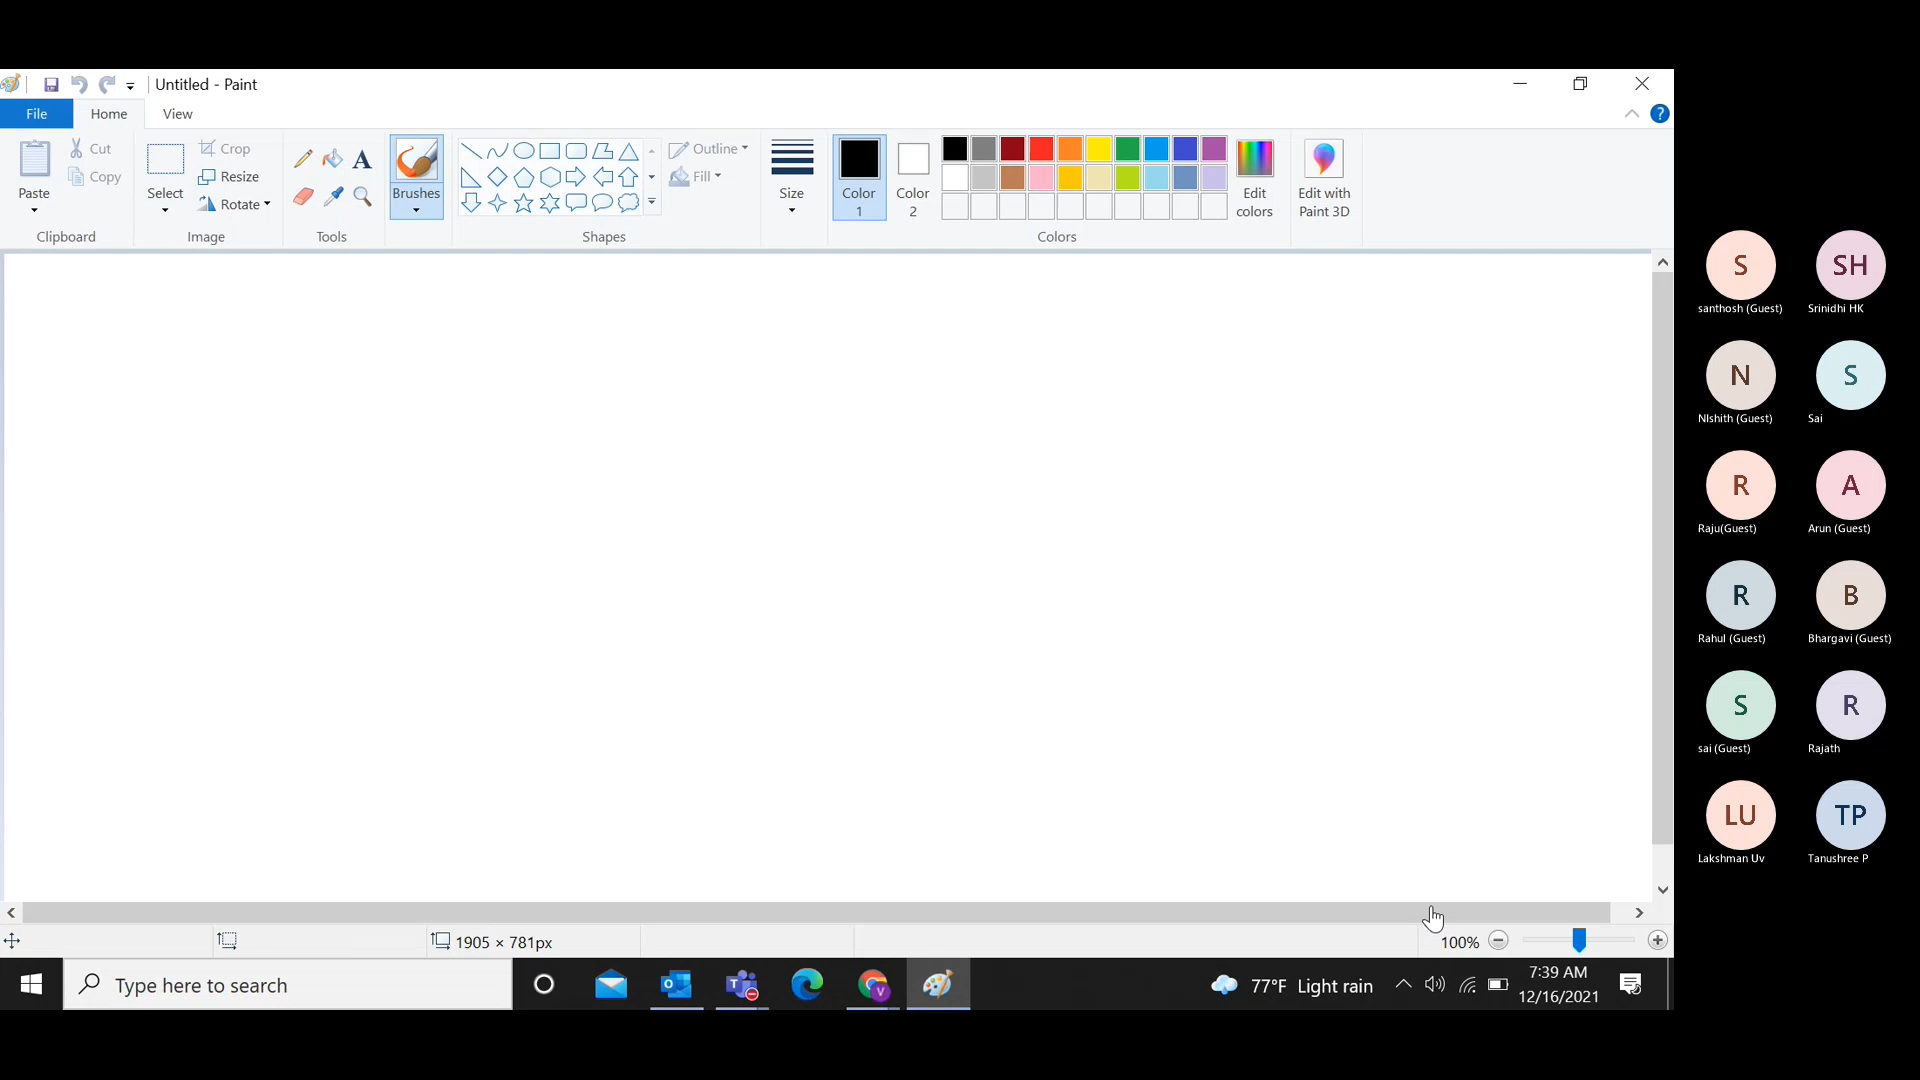 Untitled - Paint
File Home View
Paste
Cut
Copy
Clipboard
Select
Crop
Resize
Rotate
Image
A
Tools
Brushes
Shapes
Outline
Fill
Size
Color 1
Color 2
Colors
Edit colors
Edit with Paint 3D
?
S SH
santhosh (Guest) Srinidhi HK
N S
NIshith (Guest) Sai
R A
Raju(Guest) Arun (Guest)
R B
Rahul (Guest) Bhargavi (Guest)
S R
sai (Guest) Rajath
LU TP
Lakshman Uv Tanushree P
1905 × 781px
100%
Type here to search
77°F Light rain
7:39 AM
12/16/2021